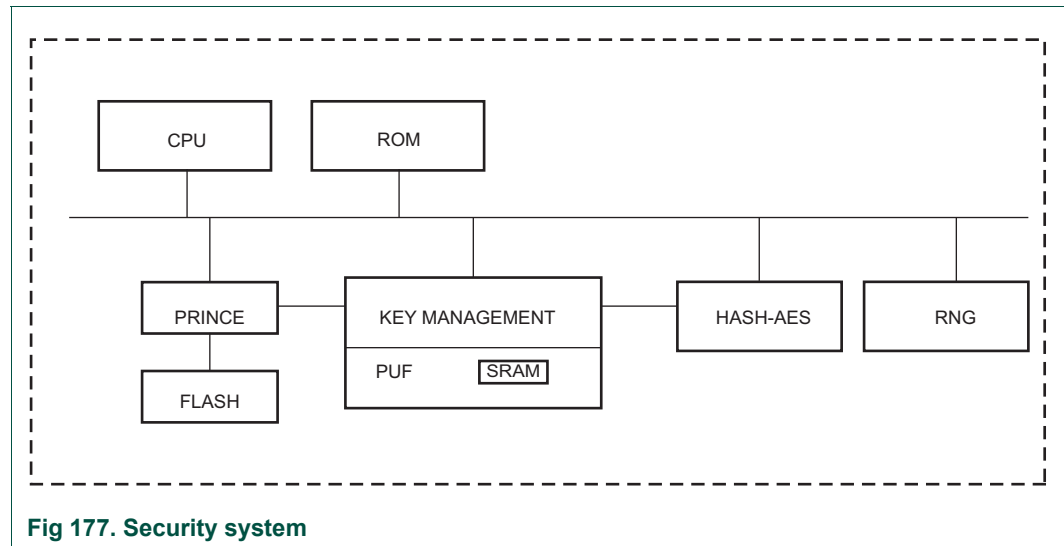 CPU
ROM
PRINCE
KEY MANAGEMENT
HASH-AES
RNG
PUF
SRAM
FLASH
Fig 177. Security system